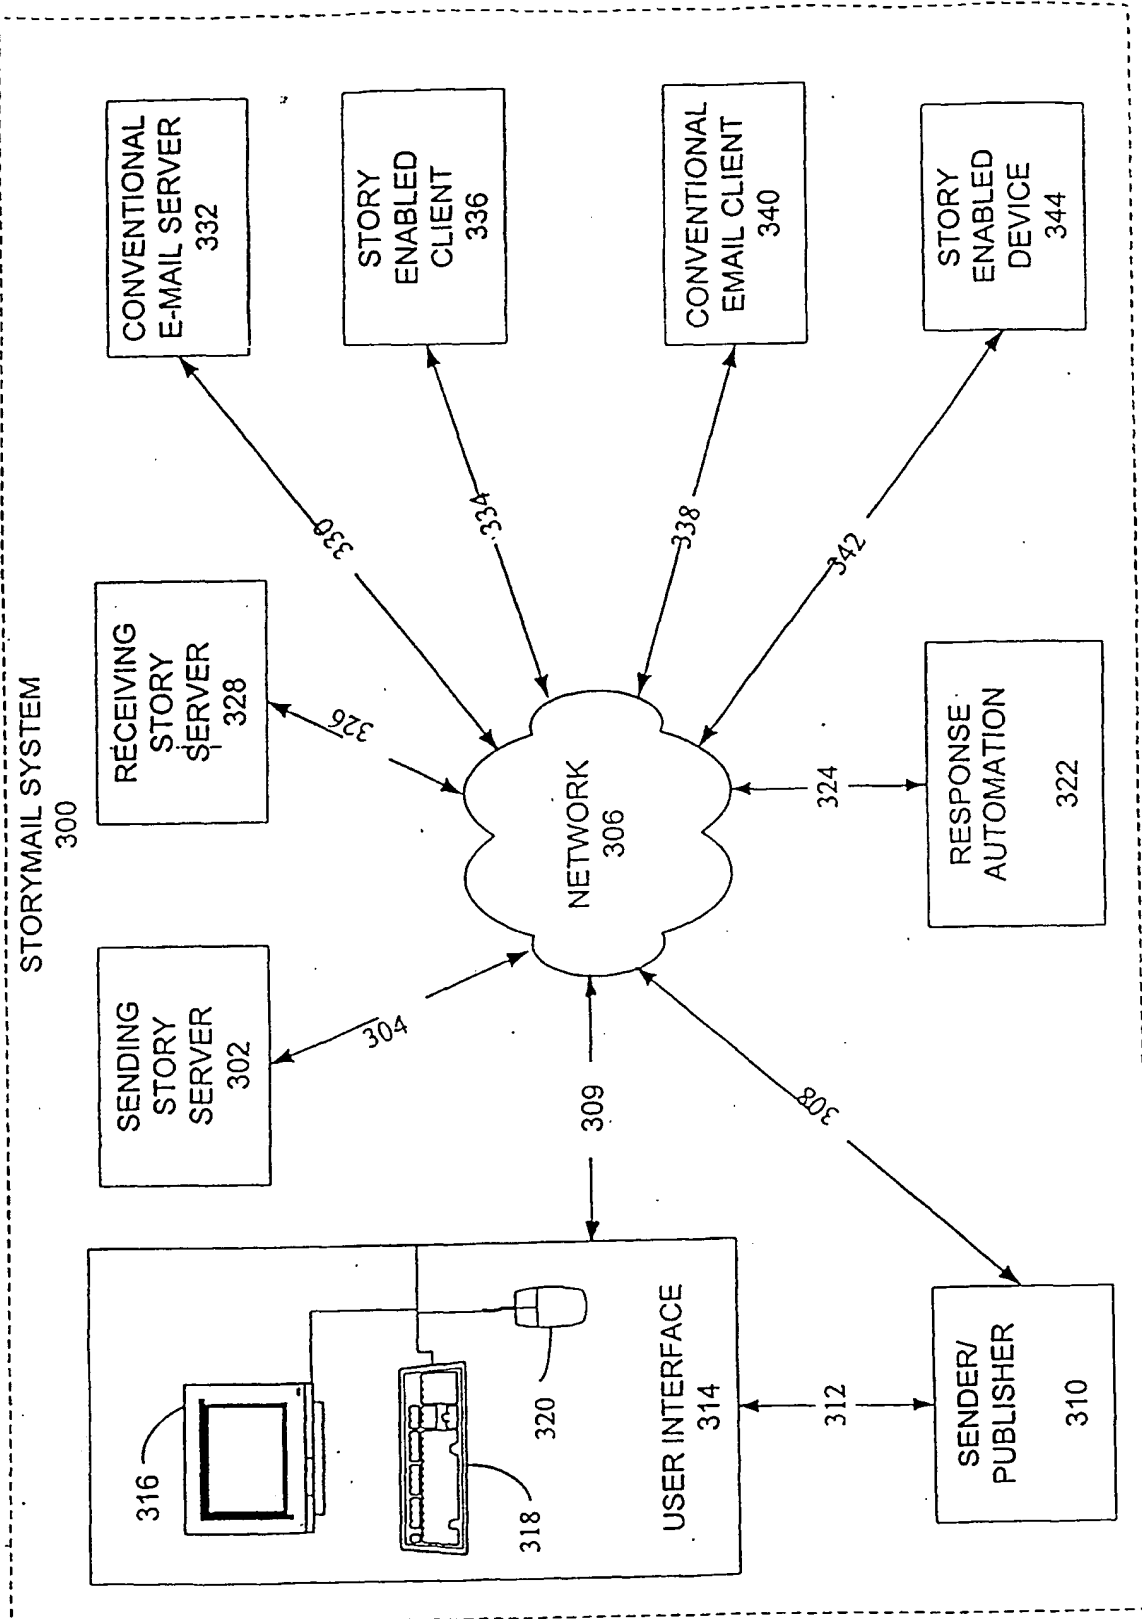 STORYMAIL SYSTEM
300
SENDING
STORY
SERVER
302
RECEIVING
STORY
SERVER
328
CONVENTIONAL
E-MAIL SERVER
332
STORY
ENABLED
CLIENT
336
CONVENTIONAL
EMAIL CLIENT
340
STORY
ENABLED
DEVICE
344
304
326
330
334
338
342
NETWORK
306
309
308
324
316
318
320
USER INTERFACE
314
312
SENDER/
PUBLISHER
310
RESPONSE
AUTOMATION
322